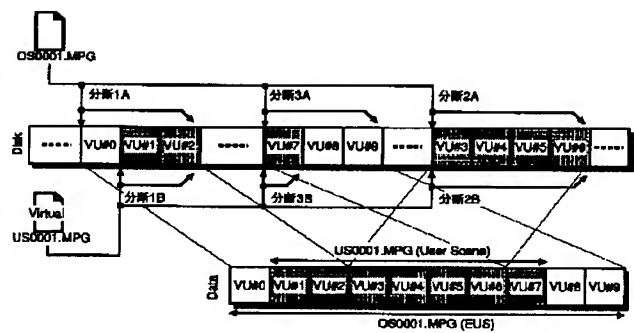 OS0001.MPG
分断1A
分断3A
分断2A
Disk
VU#0 VU#1 VU#2 VU#7 VU#8 VU#9 VU#3 VU#4 VU#5 VU#6
Virtual
US0001.MPG
分断1B
分断3B
分断2B
US0001.MPG (User Scene)
Data
VU#0 VU#1 VU#2 VU#3 VU#4 VU#5 VU#6 VU#7 VU#8 VU#9
OS0001.MPG (EUS)